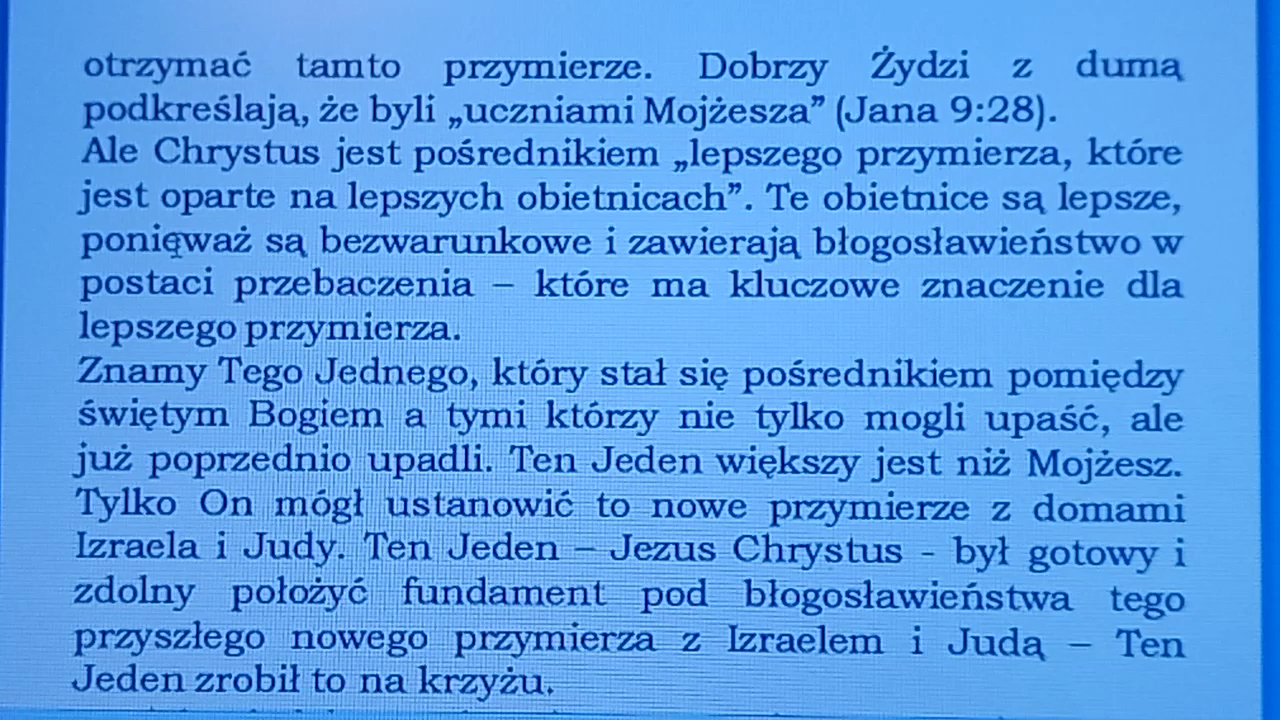 otrzymać tamto przymierze. Dobrzy Żydzi z dumą
podkreślają, że byli „uczniami Mojżesza” (Jana 9:28).
Ale Chrystus jest pośrednikiem „lepszego przymierza, które
jest oparte na lepszych obietnicach”. Te obietnice są lepsze,
ponięważ są bezwarunkowe i zawierają błogosławieństwo w
postaci przebaczenia – które ma kluczowe znaczenie dla
lepszego przymierza.
Znamy Tego Jednego, który stał się pośrednikiem pomiędzy
świętym Bogiem a tymi którzy nie tylko mogli upaść, ale
już poprzednio upadli. Ten Jeden większy jest niż Mojżesz.
Tylko On mógł ustanowić to nowe przymierze z domami
Izraela i Judy. Ten Jeden – Jezus Chrystus - był gotowy i
zdolny położyć fundament pod błogosławieństwa tego
przyszłego nowego przymierza z Izraelem i Judą – Ten
Jeden zrobił to na krzyżu.